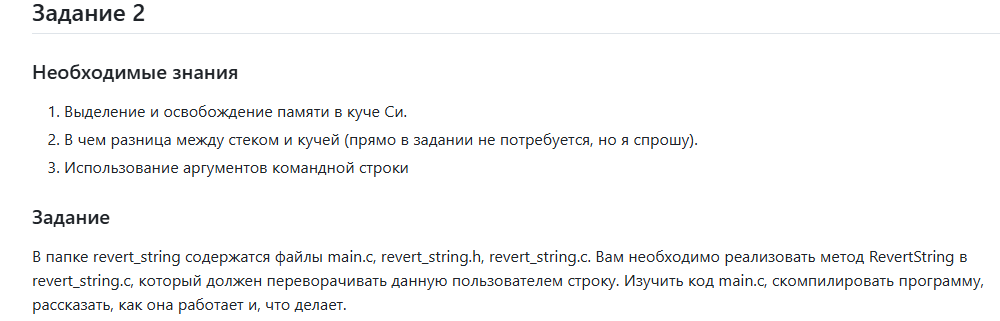 Задание 2
Необходимые знания
1. Выделение и освобождение памяти в куче Си.
2. В чем разница между стеком и кучей (прямо в задании не потребуется, но я спрошу).
3. Использование аргументов командной строки
Задание
В папке revert_string содержатся файлы main.c, revert_string.h, revert_string.c. Вам необходимо реализовать метод RevertString в
revert_string.c, который должен переворачивать данную пользователем строку. Изучить код main.c, скомпилировать программу,
рассказать, как она работает и, что делает.